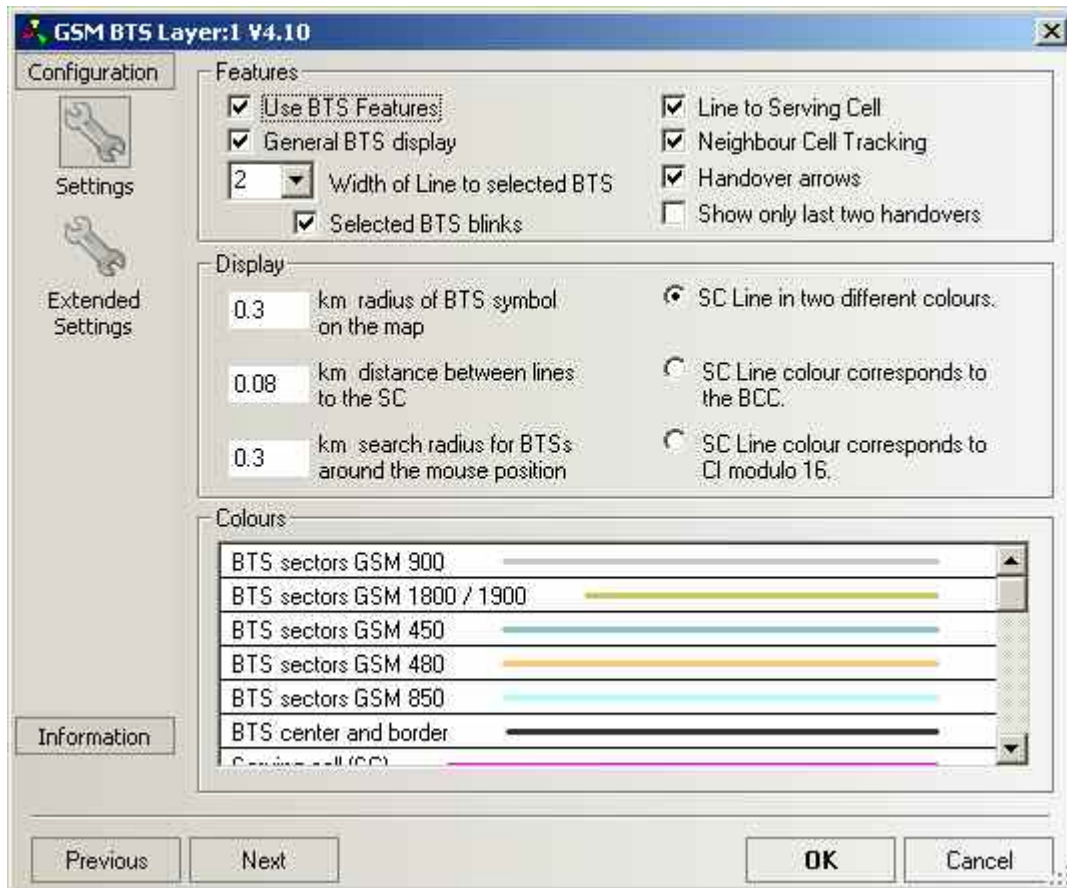 GSM BTS Layer:1 V4.10
Configuration
Settings
Extended
Settings
Information
Features
Use BTS Features
General BTS display
2
Width of Line to selected BTS
Selected BTS blinks
Line to Serving Cell
Neighbour Cell Tracking
Handover arrows
Show only last two handovers
Display
0.3
km radius of BTS symbol
on the map
0.08
km distance between lines
to the SC
0.3
km search radius for BTSs
around the mouse position
SC Line in two different colours.
SC Line colour corresponds to
the BCC.
SC Line colour corresponds to
CI modulo 16.
Colours
BTS sectors GSM 900
BTS sectors GSM 1800 / 1900
BTS sectors GSM 450
BTS sectors GSM 480
BTS sectors GSM 850
BTS center and border
Serving cell (SC)
Previous
Next
OK
Cancel